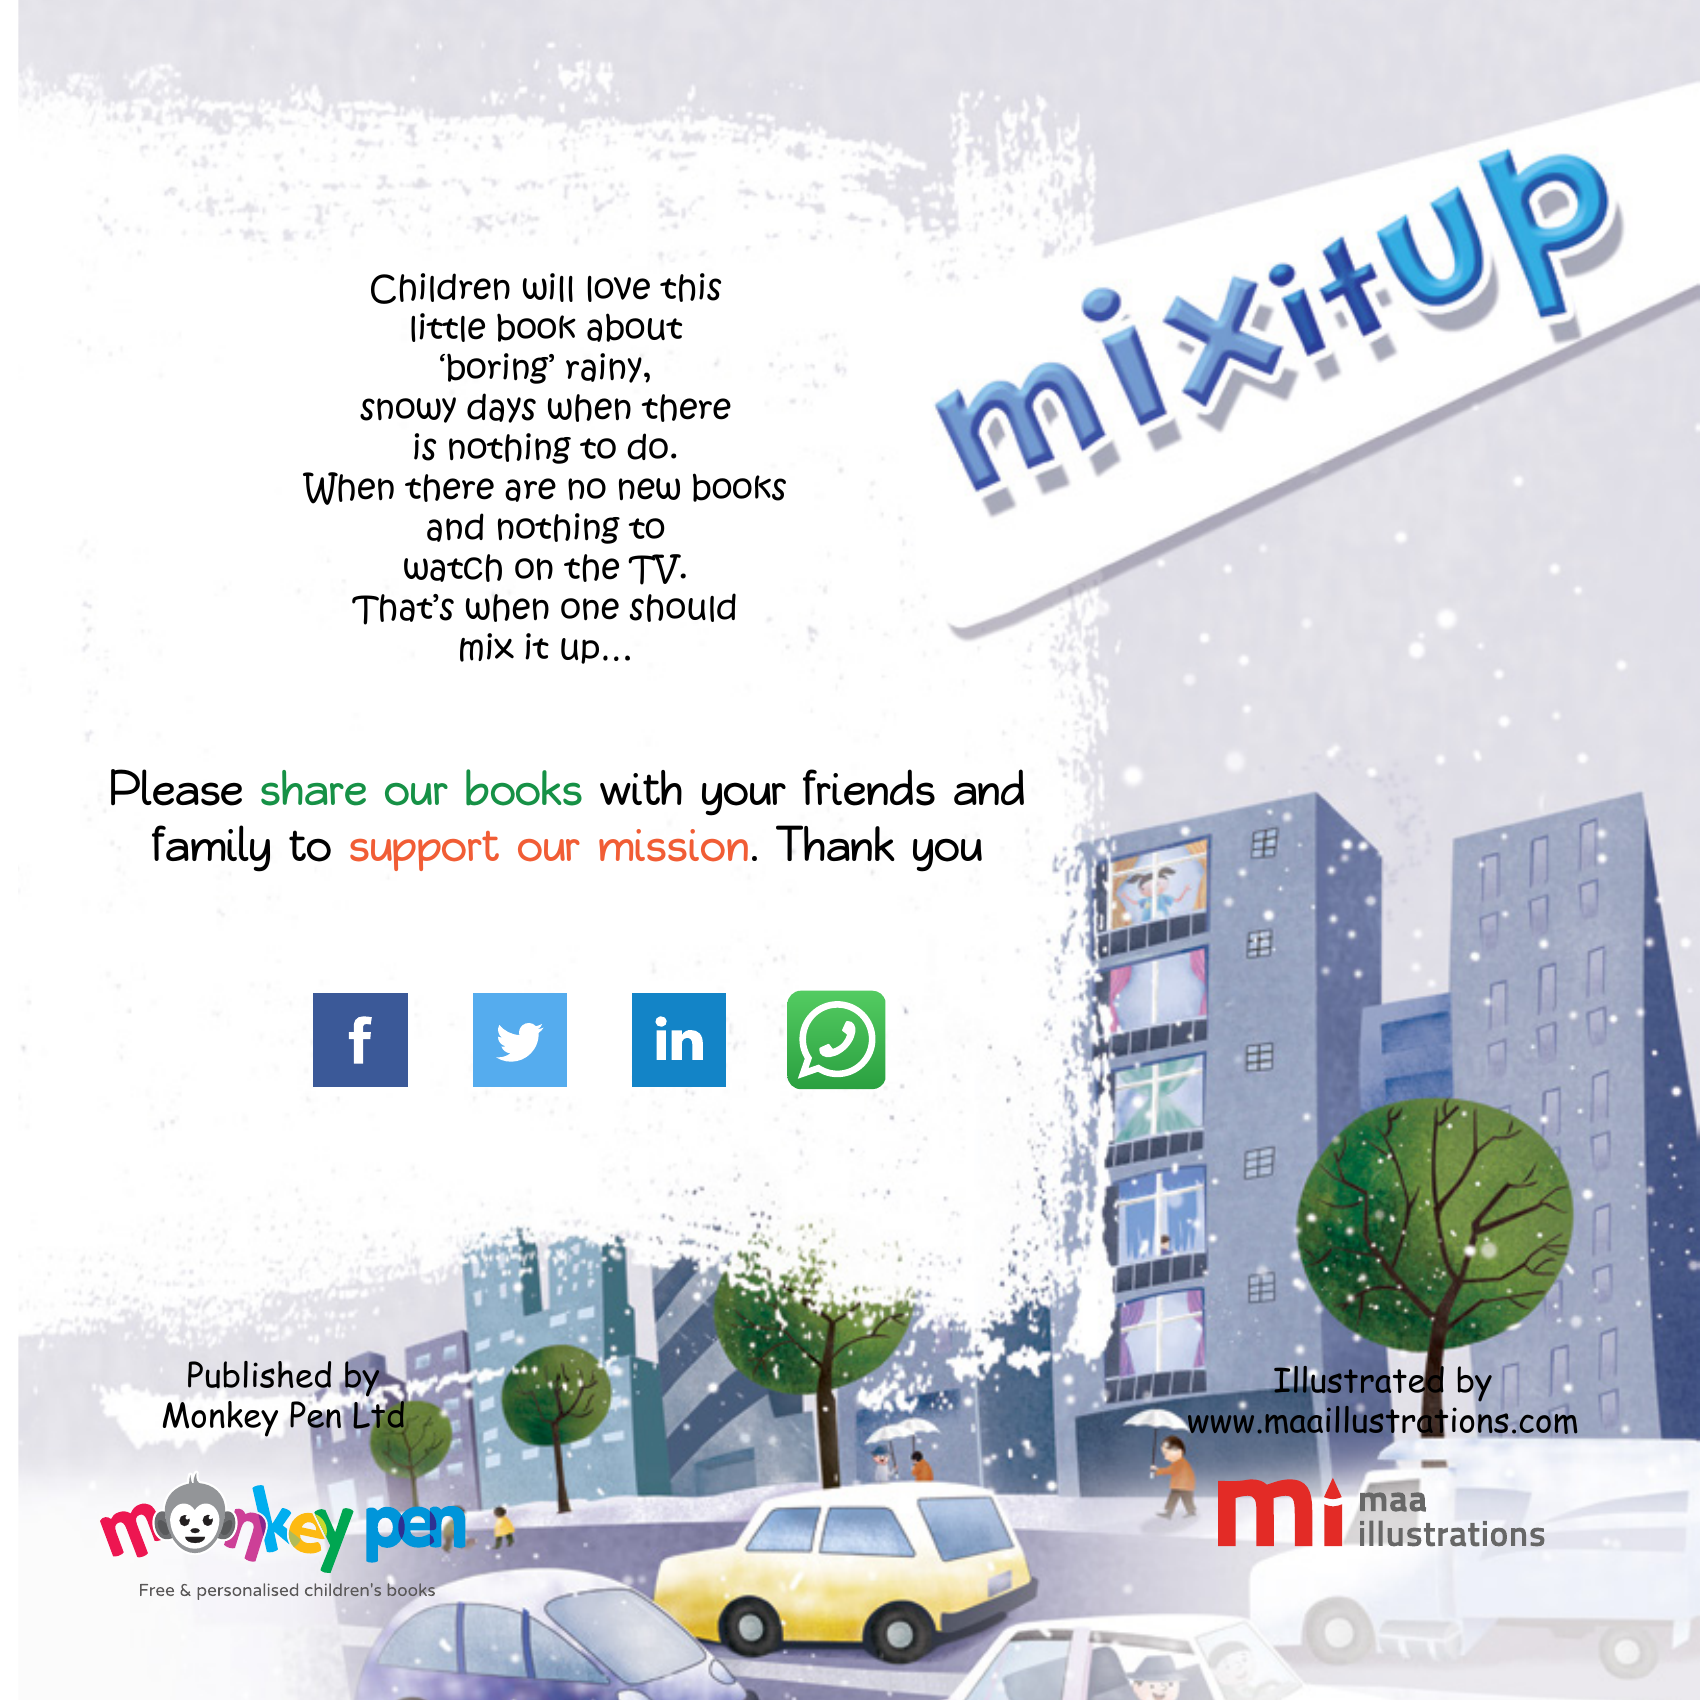 mix it up
Children will love this
little book about
‘boring’ rainy,
snowy days when there
is nothing to do.
When there are no new books
and nothing to
watch on the TV.
That’s when one should
mix it up...
Please share our books with your friends and
family to support our mission. Thank you
f
in
Published by
Monkey Pen Ltd
monkey pen
Free & personalised children's books
Illustrated by
www.maaillustrations.com
mi maa
illustrations